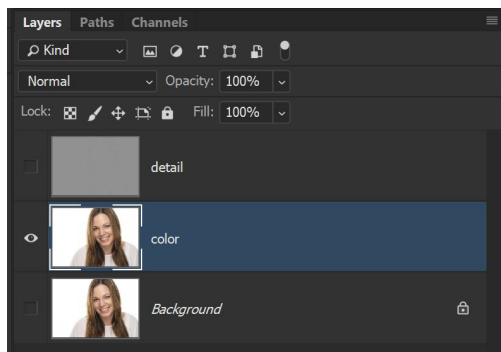 Layers Paths Channels
Kind
Normal Opacity: 100%
Lock: Fill: 100%
detail
color
Background